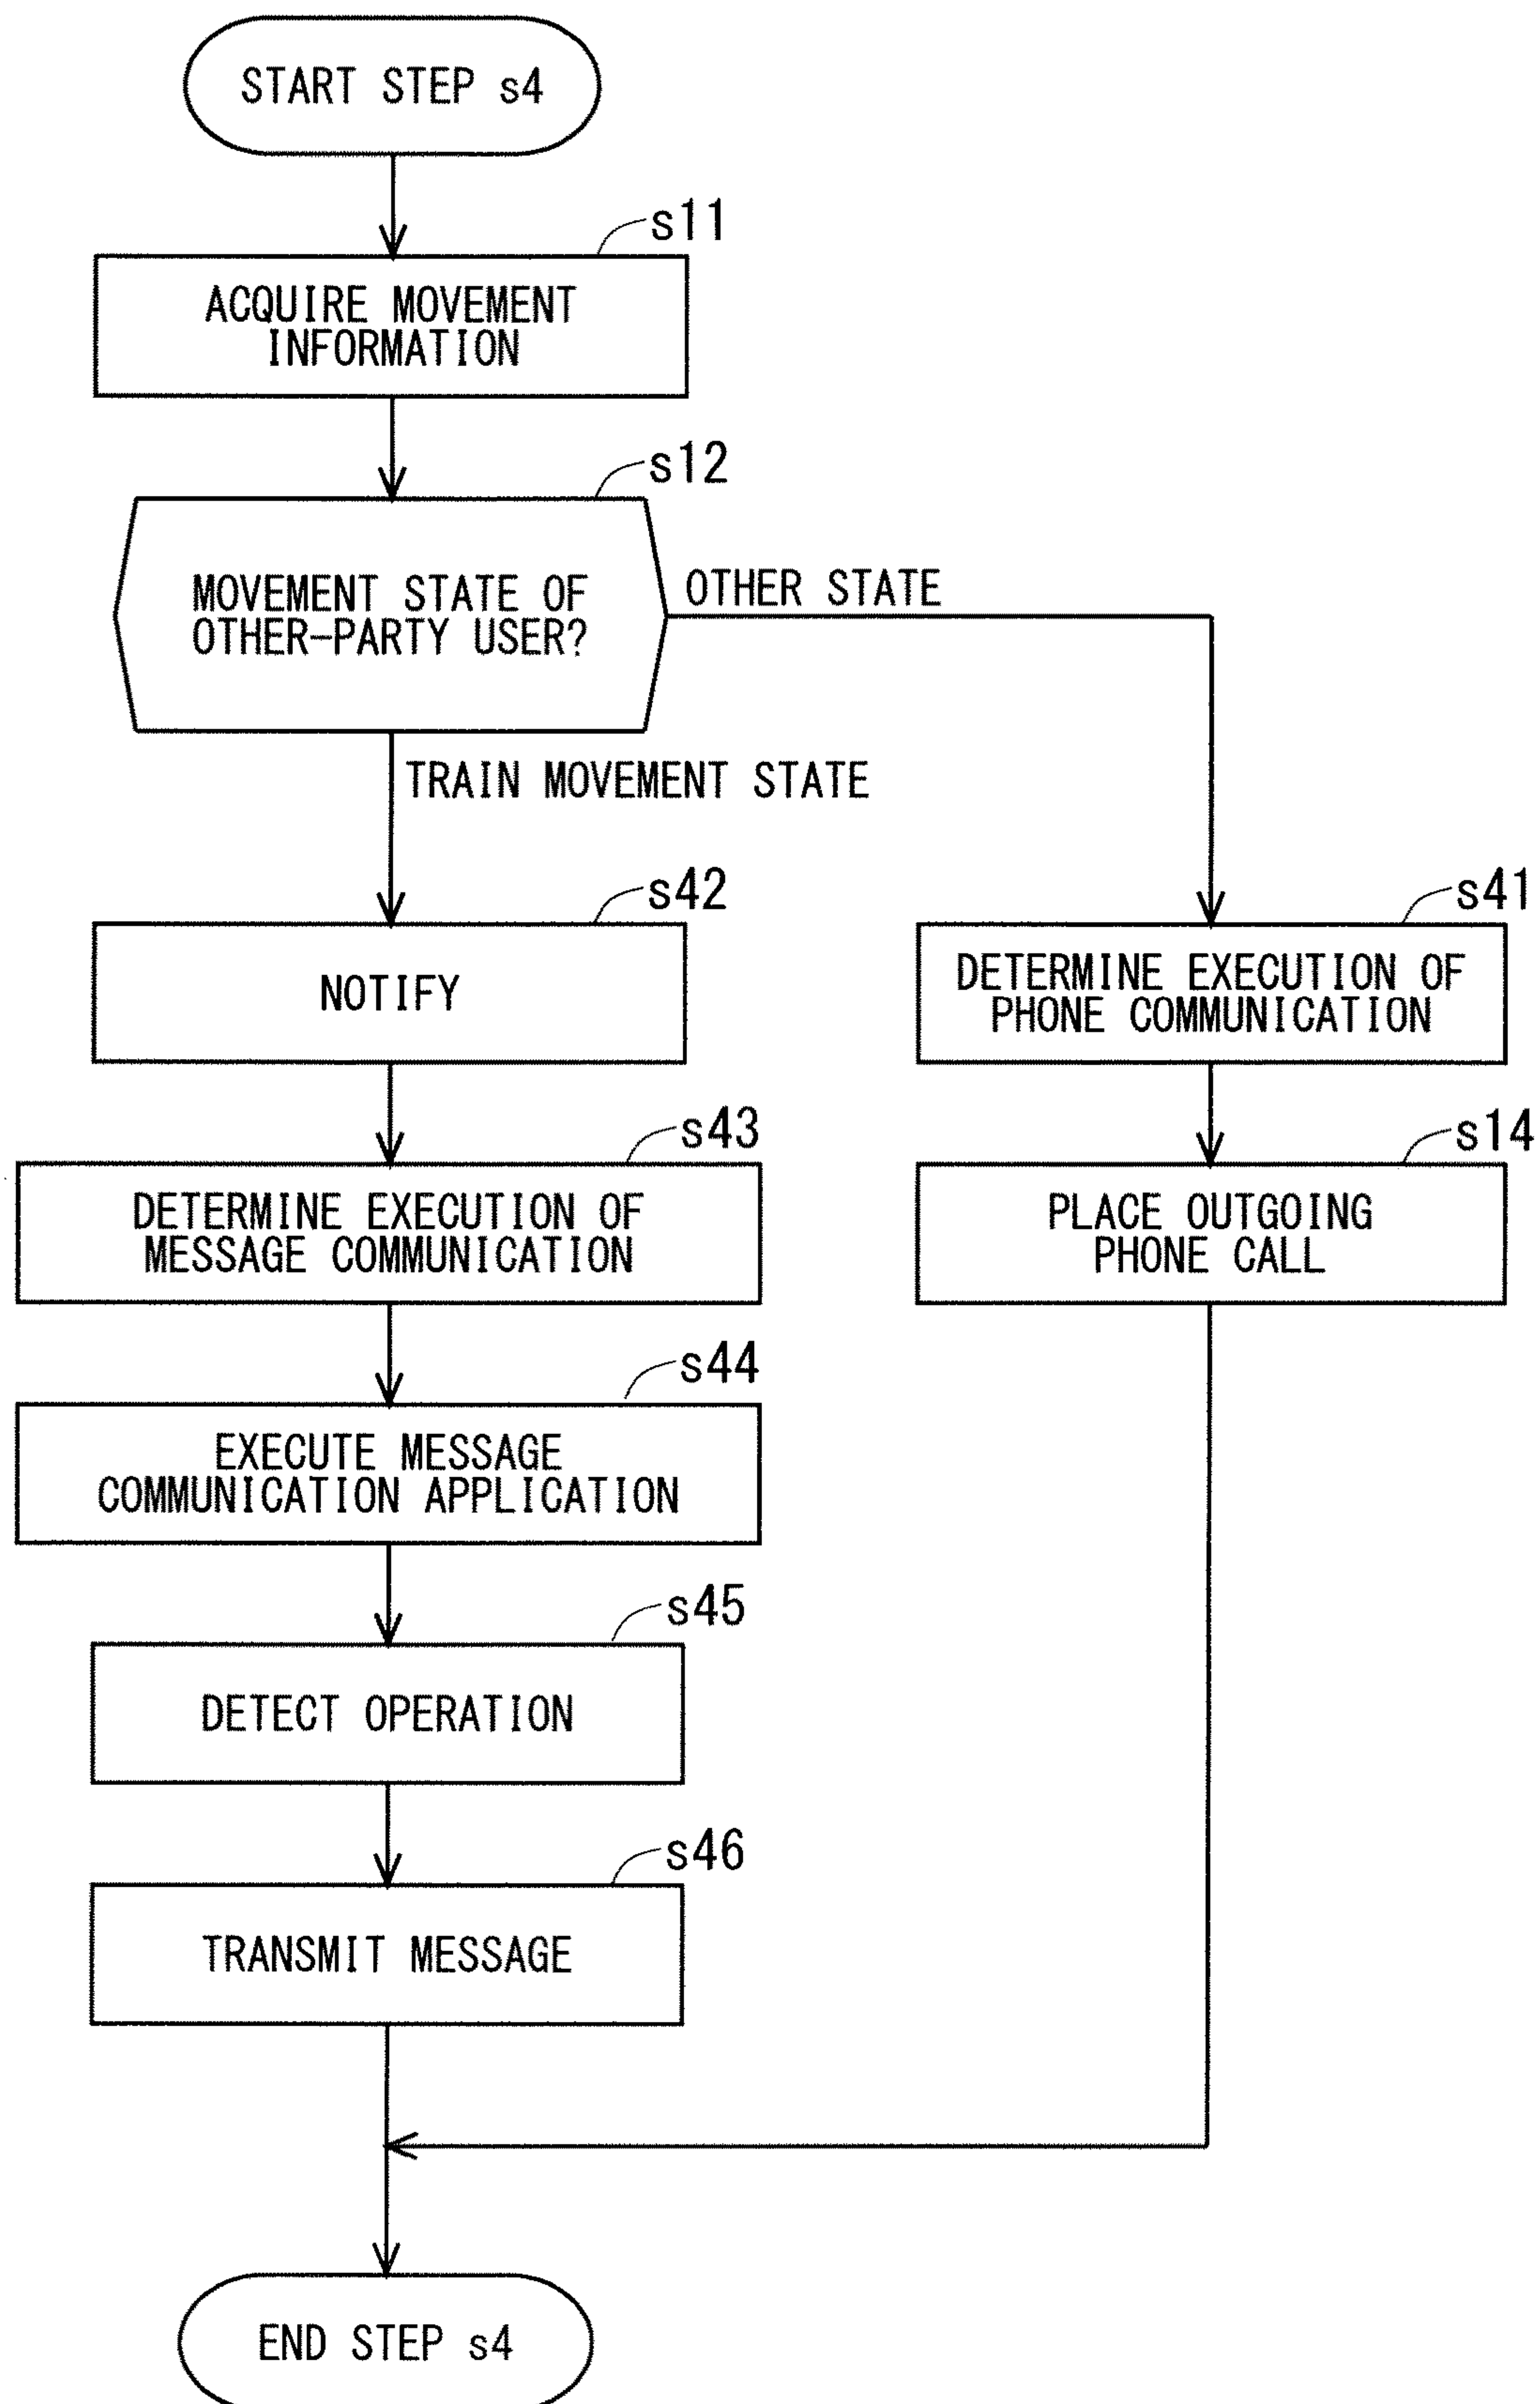 START STEP s4
s11
ACQUIRE MOVEMENT
INFORMATION
s12
MOVEMENT STATE OF
OTHER-PARTY USER?
OTHER STATE
TRAIN MOVEMENT STATE
s42
NOTIFY
s41
DETERMINE EXECUTION OF
PHONE COMMUNICATION
s43
DETERMINE EXECUTION OF
MESSAGE COMMUNICATION
s14
PLACE OUTGOING
PHONE CALL
s44
EXECUTE MESSAGE
COMMUNICATION APPLICATION
s45
DETECT OPERATION
s46
TRANSMIT MESSAGE
END STEP s4